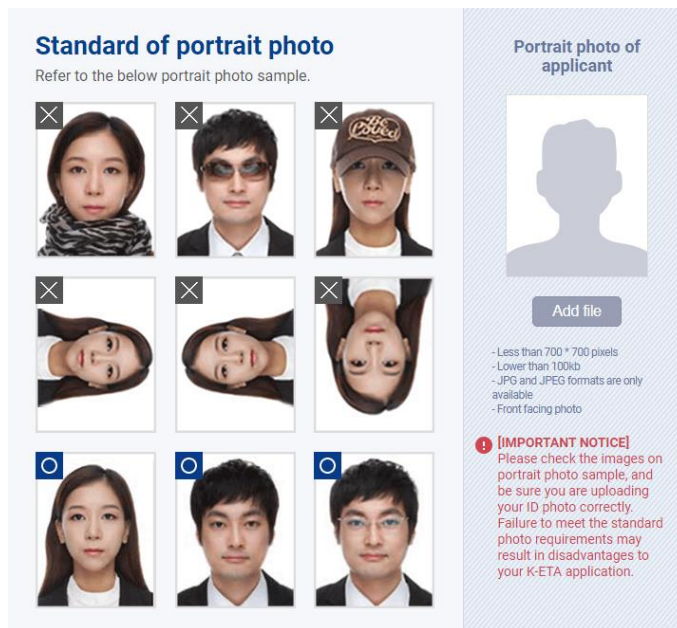 Standard of portrait photo
Refer to the below portrait photo sample.
Be
Loved
Portrait photo of
applicant
Add file
- Less than 700 * 700 pixels
- Lower than 100kb
- JPG and JPEG formats are only
available
- Front facing photo
[IMPORTANT NOTICE]
Please check the images on
portrait photo sample, and
be sure you are uploading
your ID photo correctly.
Failure to meet the standard
photo requirements may
result in disadvantages to
your K-ETA application.